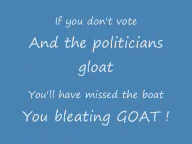 If you don't vote
And the politicians
gloat
You'll have missed the boat
You bleating GOAT !